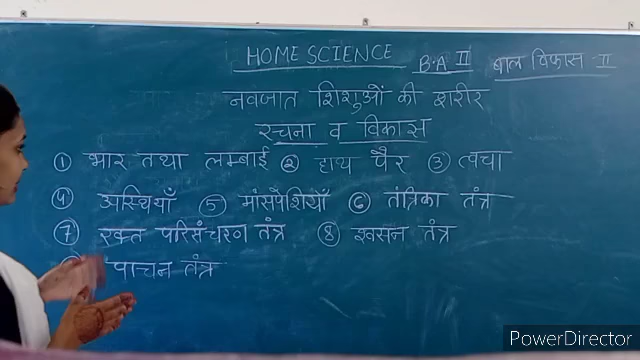 HOME SCIENCE B.A II बाल विकास - II
नवजात शिशुओं की शरीर
रचना व विकास
① भार तथा लम्बाई ② हाथ पैर ③ त्वचा
④ अस्थियाँ ⑤ मांसपेशियाँ ⑥ तंत्रिका तंत्र
⑦ रक्त परिसंचरण तंत्र ⑧ श्वसन तंत्र
पाचन तंत्र
PowerDirector